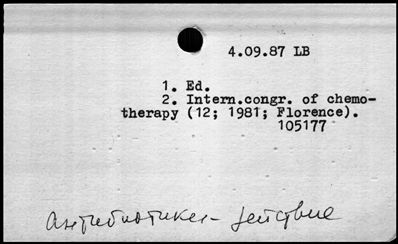 4.09.87 LB
1. Ed.
2. Intern.congr. of chemo-
therapy (12; 1981; Florence).
105177
антибиотики - действие